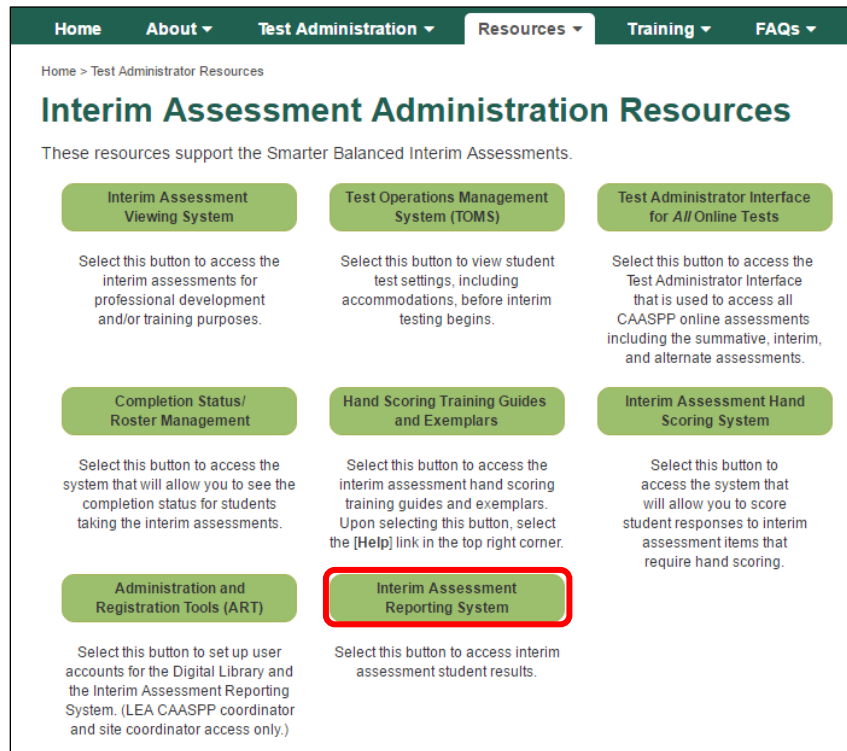 Home About Test Administration Resources Training FAQs
Home > Test Administrator Resources
Interim Assessment Administration Resources
These resources support the Smarter Balanced Interim Assessments.
Interim Assessment
Viewing System
Select this button to access the
interim assessments for
professional development
and/or training purposes.
Test Operations Management
System (TOMS)
Select this button to view student
test settings, including
accommodations, before interim
testing begins.
Test Administrator Interface
for All Online Tests
Select this button to access the
Test Administrator Interface
that is used to access all
CAASPP online assessments
including the summative, interim,
and alternate assessments.
Completion Status/
Roster Management
Select this button to access the
system that will allow you to see the
completion status for students
taking the interim assessments.
Hand Scoring Training Guides
and Exemplars
Select this button to access the
interim assessment hand scoring
training guides and exemplars.
Upon selecting this button, select
the [Help] link in the top right corner.
Interim Assessment Hand
Scoring System
Select this button to
access the system that
will allow you to score
student responses to interim
assessment items that
require hand scoring.
Administration and
Registration Tools (ART)
Select this button to set up user
accounts for the Digital Library and
the Interim Assessment Reporting
System. (LEA CAASPP coordinator
and site coordinator access only.)
Interim Assessment
Reporting System
Select this button to access interim
assessment student results.